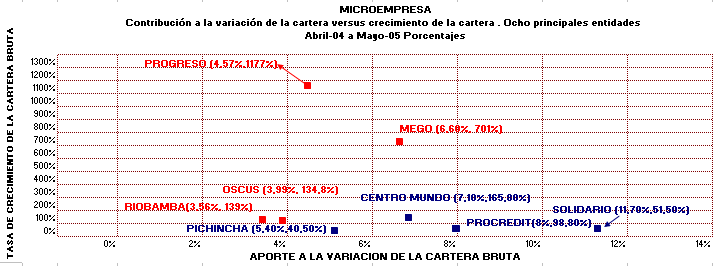 MICROEMPRESA
Contribución a la variación de la cartera versus crecimiento de la cartera . Ocho principales entidades
Abril-04 a Mayo-05 Porcentajes
TASA DE CRECIMIENTO DE LA CARTERA BRUTA
1300%
1200%
1100%
1000%
900%
800%
700%
600%
500%
400%
300%
200%
100%
0%
PROGRESO (4,57%,1177%)
MEGO (6,60%, 701%)
OSCUS (3,99%, 134,8%)
CENTRO MUNDO (7,10%,165,80%)
RIOBAMBA(3,56%, 139%)
SOLIDARIO (11,70%,51,50%)
PROCREDIT(8%,98,80%)
PICHINCHA (5,40%,40,50%)
0% 2% 4% 6% 8% 10% 12% 14%
APORTE A LA VARIACION DE LA CARTERA BRUTA